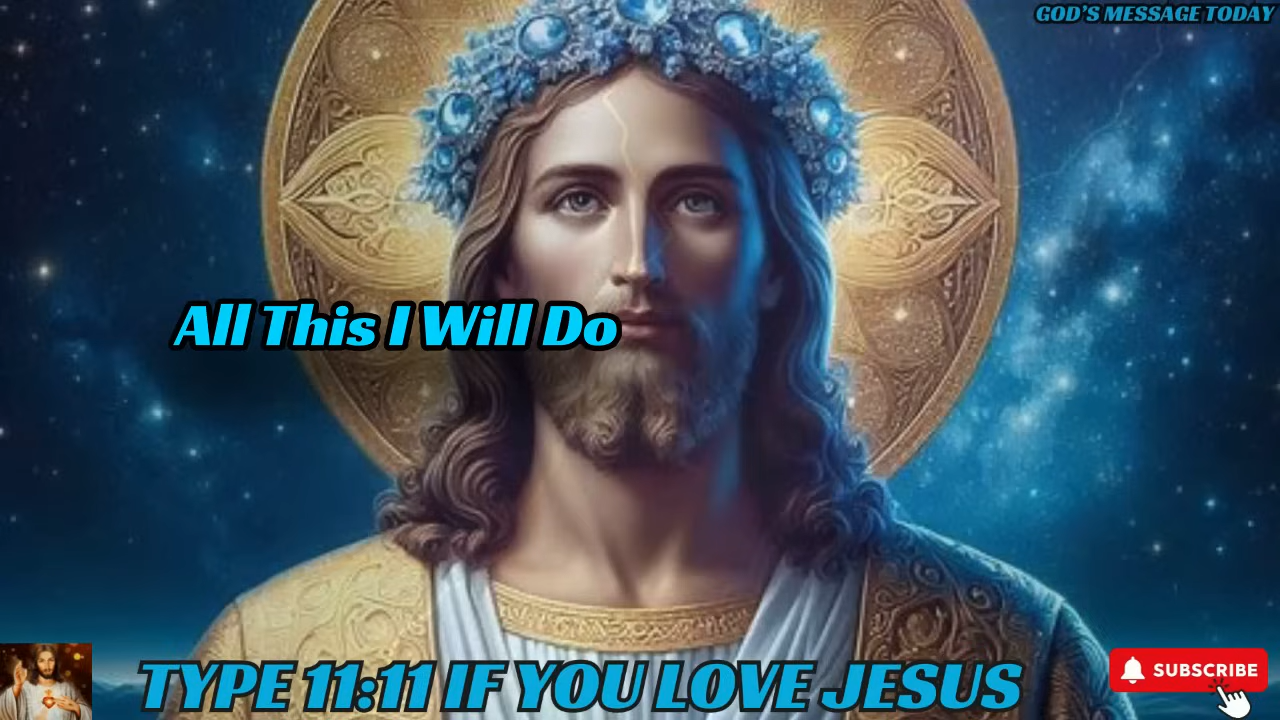 GOD'S MESSAGE TODAY
All This I Will Do
TYPE 11:11 IF YOU LOVE JESUS
SUBSCRIBE